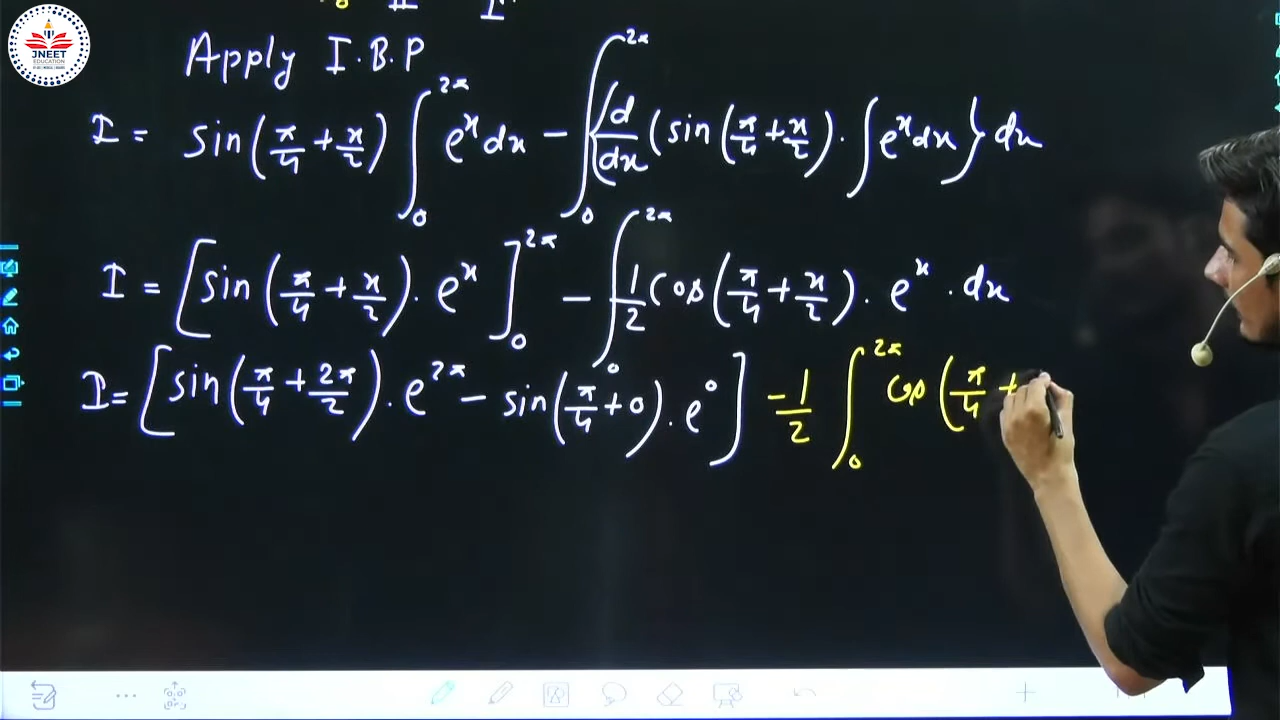 JNEET
EDUCATION
Apply I.B.P
I = sin(π/4 + x/2) ∫₀^2π eˣ dx − ∫₀^2π {d/dx (sin(π/4 + x/2) . ∫ eˣ dx} dx
I = [sin(π/4 + x/2) . eˣ]₀^2π − ∫₀^2π 1/2 Cos(π/4 + x/2) . eˣ . dx
I = [sin(π/4 + 2π/2) . e^2π − sin(π/4 + 0) . e⁰] − 1/2 ∫₀^2π Cos(π/4 +